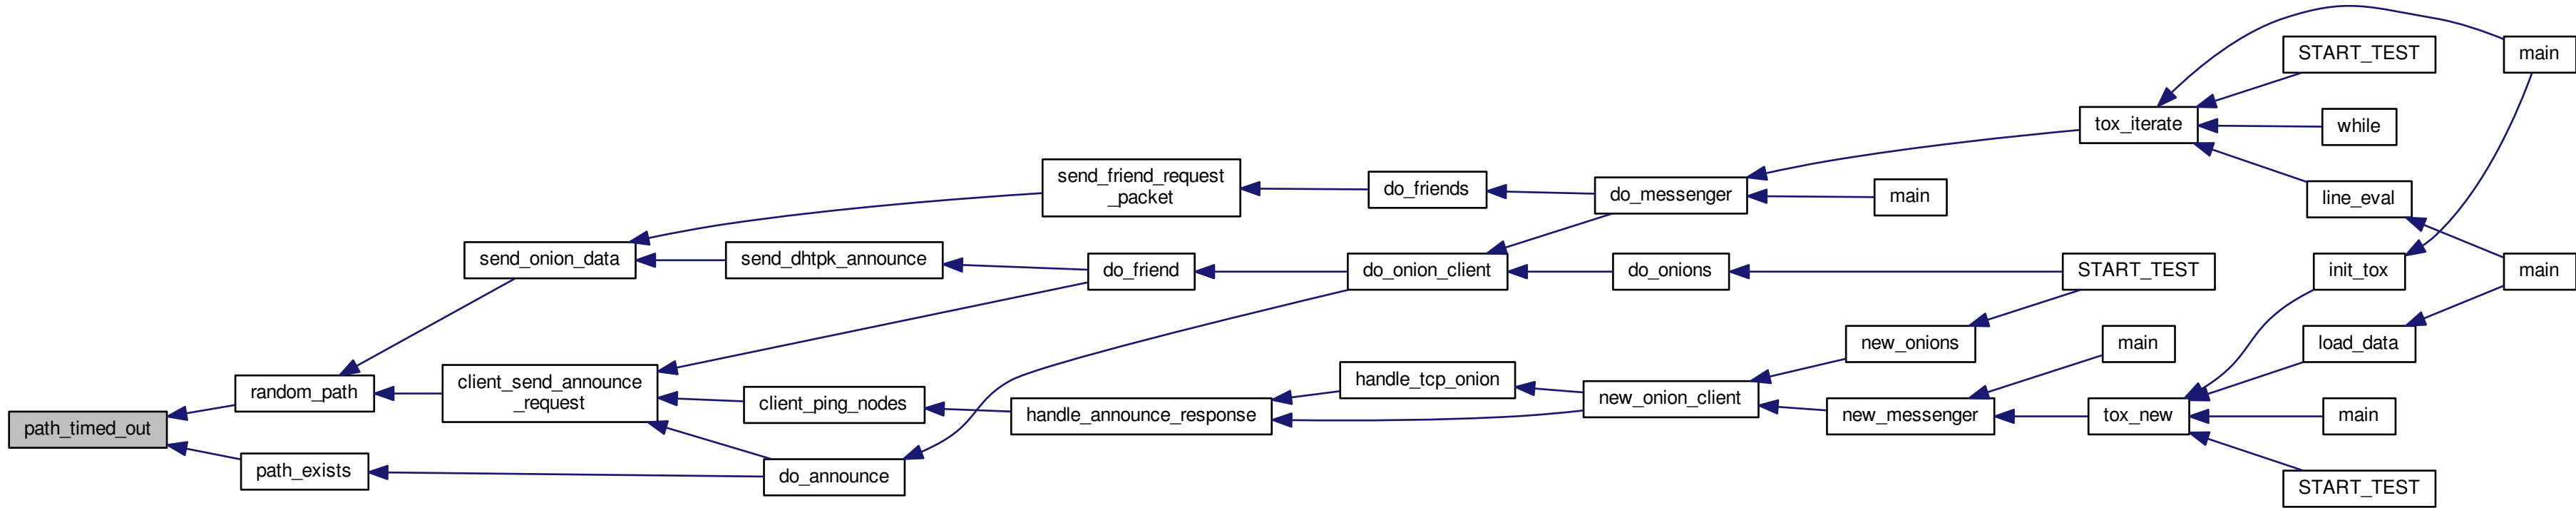 path_timed_out
random_path
path_exists
send_onion_data
client_send_announce
_request
send_friend_request
_packet
send_dhtpk_announce
client_ping_nodes
do_announce
do_friend
handle_announce_response
do_friends
do_onion_client
handle_tcp_onion
do_messenger
do_onions
new_onion_client
main
new_onions
new_messenger
tox_iterate
START_TEST
main
tox_new
START_TEST
while
line_eval
init_tox
load_data
main
START_TEST
main
main